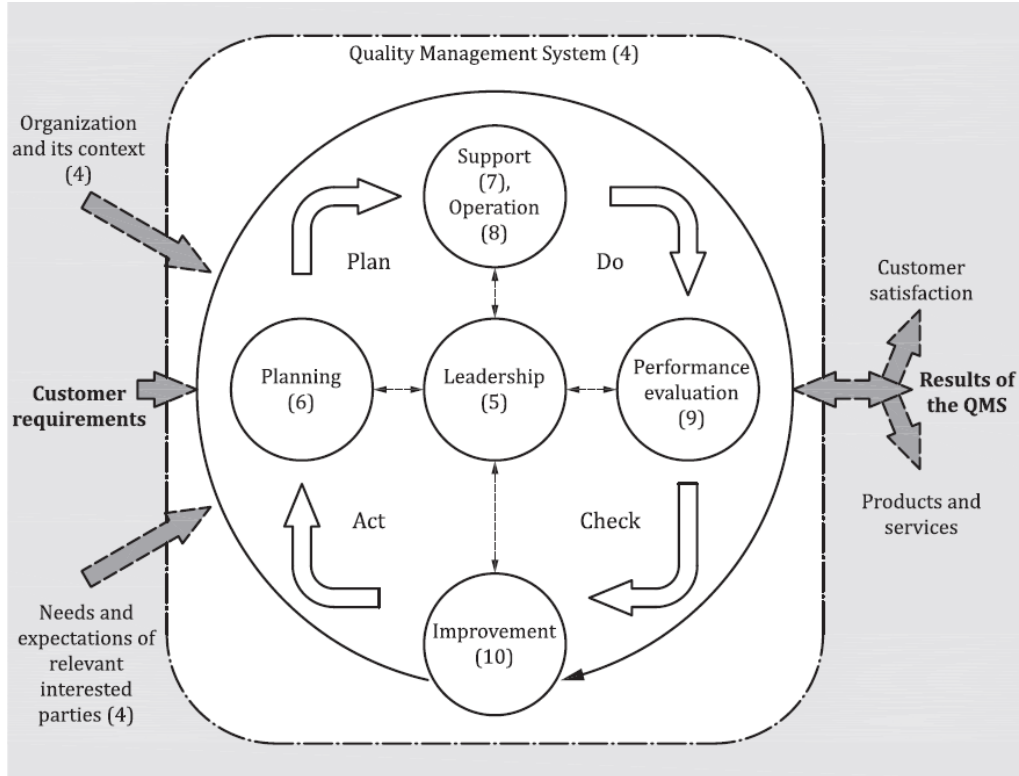 Quality Management System (4)
Organization
and its context
(4)
Support
(7),
Operation
(8)
Plan
Do
Customer
satisfaction
Customer
requirements
Planning
(6)
Leadership
(5)
Performance
evaluation
(9)
Results of
the QMS
Act
Check
Products and
services
Needs and
expectations of
relevant
interested
parties (4)
Improvement
(10)